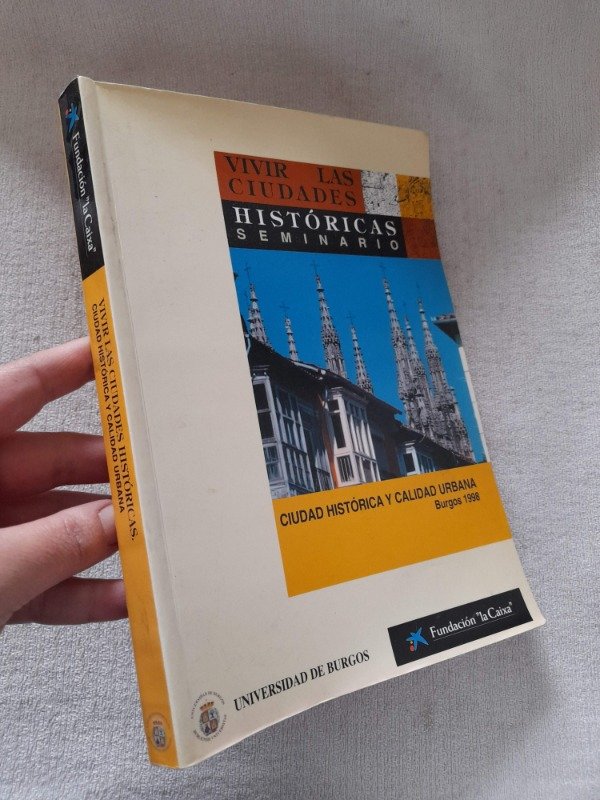 VIVIR LAS
CIUDADES
HISTÓRICAS
SEMINARIO
CIUDAD HISTÓRICA Y CALIDAD URBANA
Burgos 1998
UNIVERSIDAD DE BURGOS
Fundación "la Caixa"
Fundación "la Caixa"
VIVIR LAS CIUDADES HISTÓRICAS.
CIUDAD HISTÓRICA Y CALIDAD URBANA